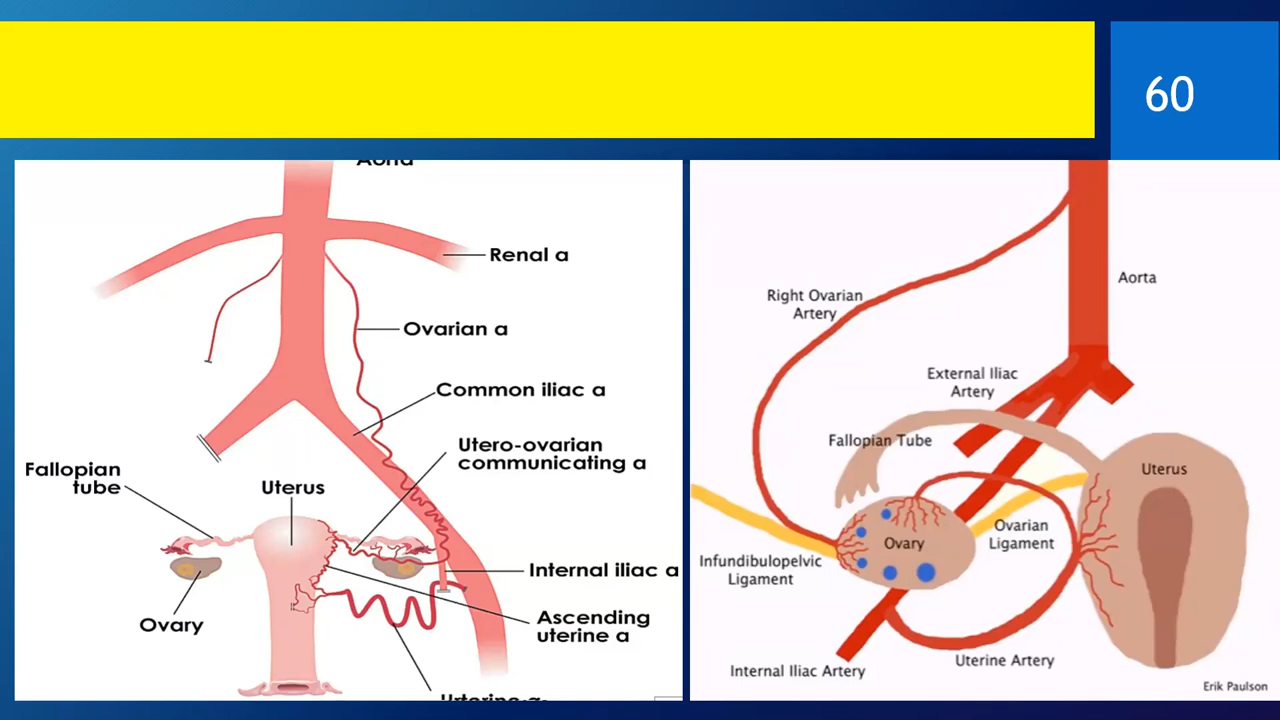 60
Aorta
Renal a
Ovarian a
Common iliac a
Utero-ovarian
communicating a
Fallopian
tube
Uterus
Internal iliac a
Ovary
Ascending
uterine a
Aorta
Right Ovarian
Artery
External Iliac
Artery
Fallopian Tube
Uterus
Ovarian
Ligament
Ovary
Infundibulopelvic
Ligament
Uterine Artery
Internal Iliac Artery
Erik Paulson